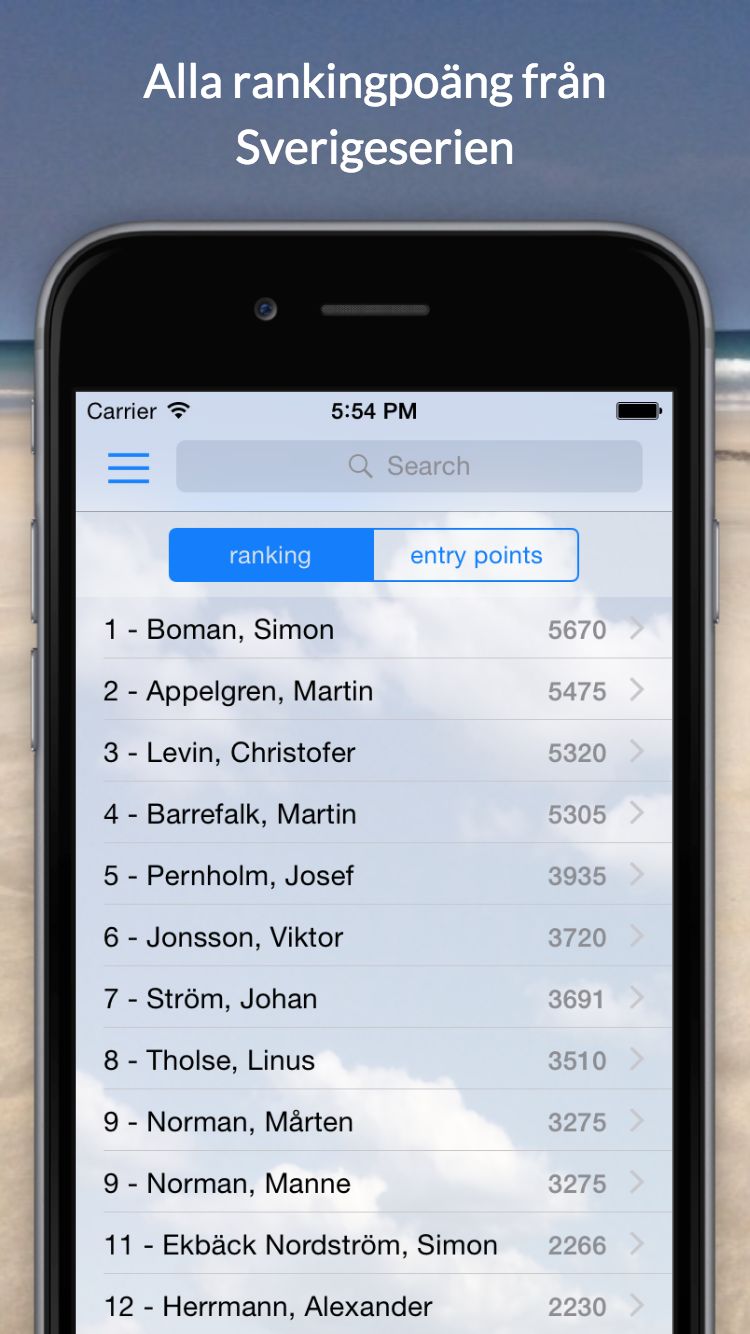 Alla rankingpoäng från
Sverigeserien
Carrier 5:54 PM
Search
ranking entry points
1 - Boman, Simon 5670
2 - Appelgren, Martin 5475
3 - Levin, Christofer 5320
4 - Barrefalk, Martin 5305
5 - Pernholm, Josef 3935
6 - Jonsson, Viktor 3720
7 - Ström, Johan 3691
8 - Tholse, Linus 3510
9 - Norman, Mårten 3275
9 - Norman, Manne 3275
11 - Ekbäck Nordström, Simon 2266
12 - Herrmann, Alexander 2230